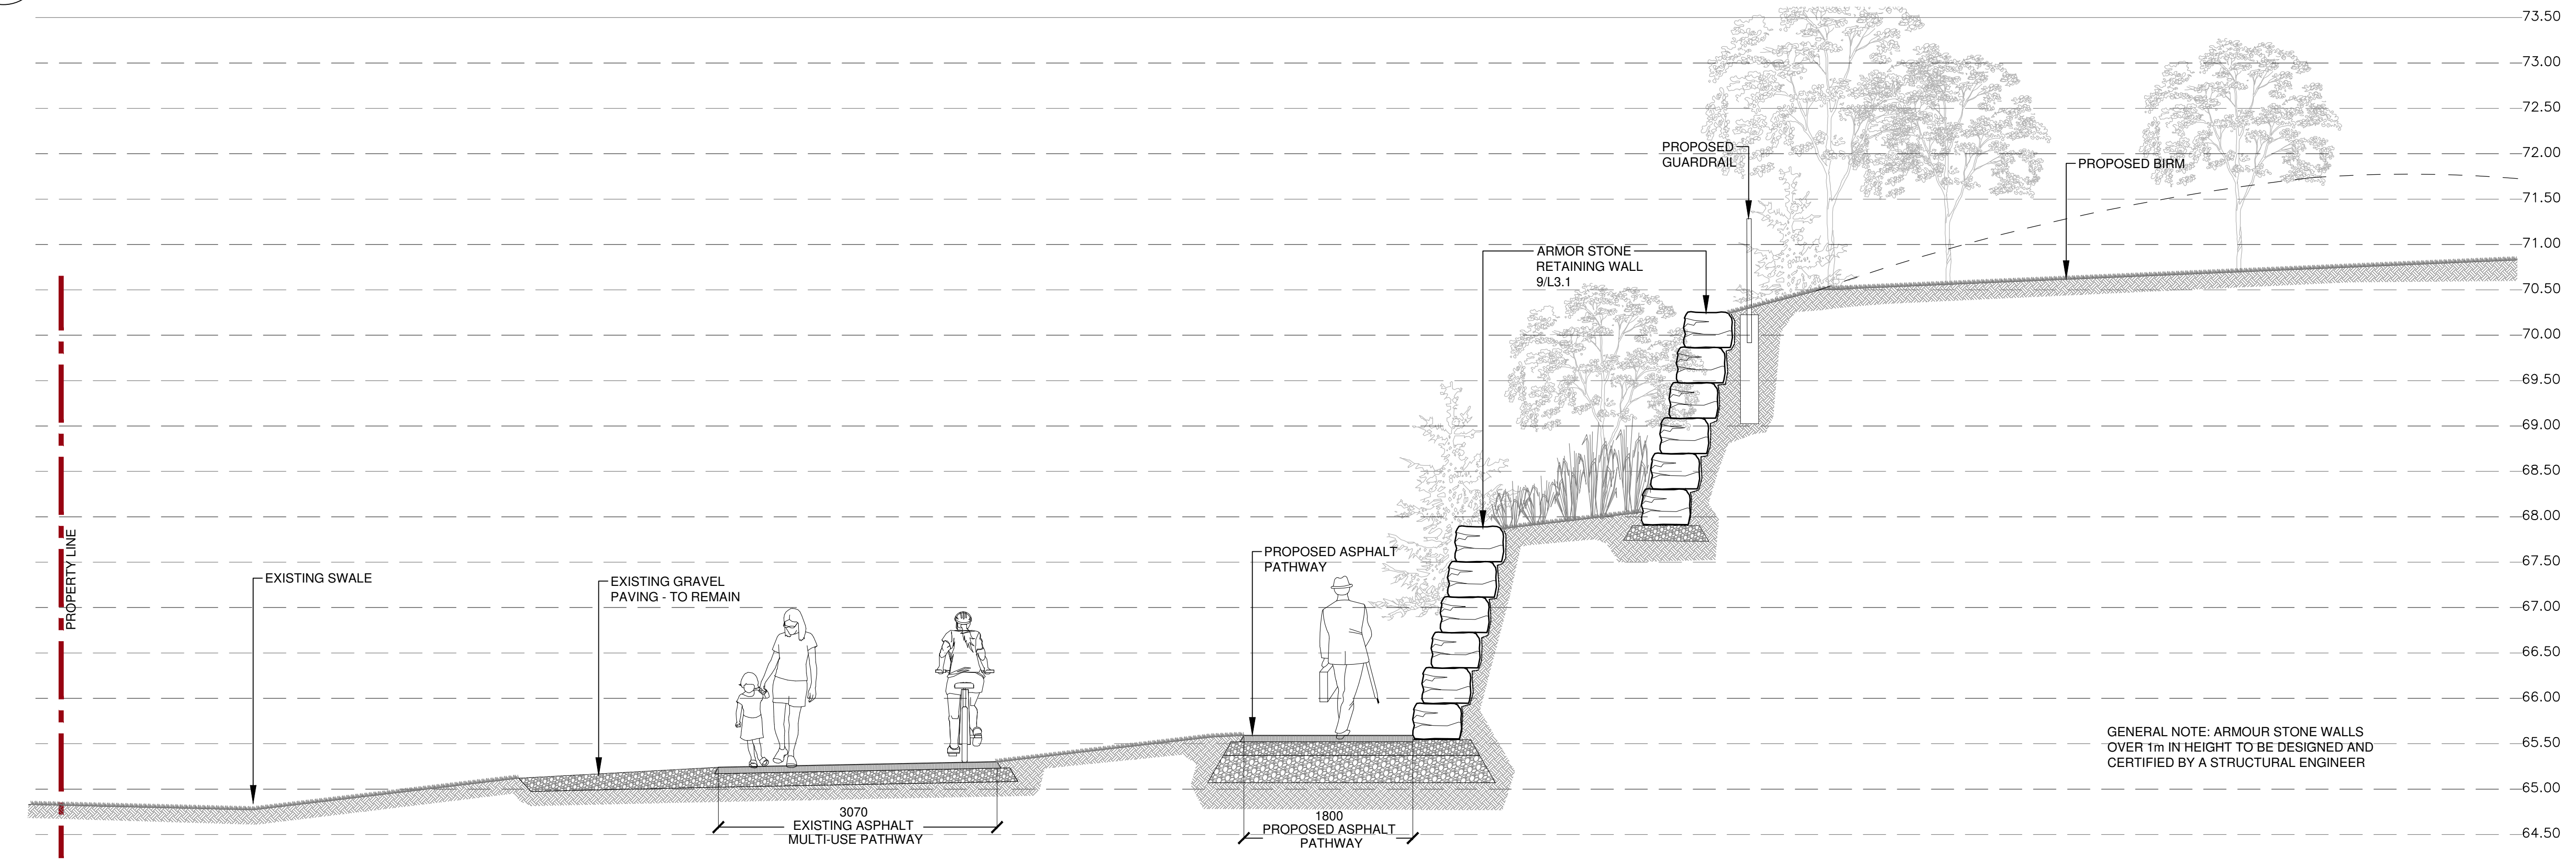 73.50
73.00
72.50
72.00
71.50
71.00
70.50
70.00
69.50
69.00
68.50
68.00
67.50
67.00
66.50
66.00
65.50
65.00
64.50
PROPOSED
GUARDRAIL
PROPOSED BIRM
ARMOR STONE
RETAINING WALL
9/L3.1
PROPERTY LINE
EXISTING SWALE
EXISTING GRAVEL
PAVING - TO REMAIN
PROPOSED ASPHALT
PATHWAY
3070
EXISTING ASPHALT
MULTI-USE PATHWAY
1800
PROPOSED ASPHALT
PATHWAY
GENERAL NOTE: ARMOUR STONE WALLS
OVER 1m IN HEIGHT TO BE DESIGNED AND
CERTIFIED BY A STRUCTURAL ENGINEER